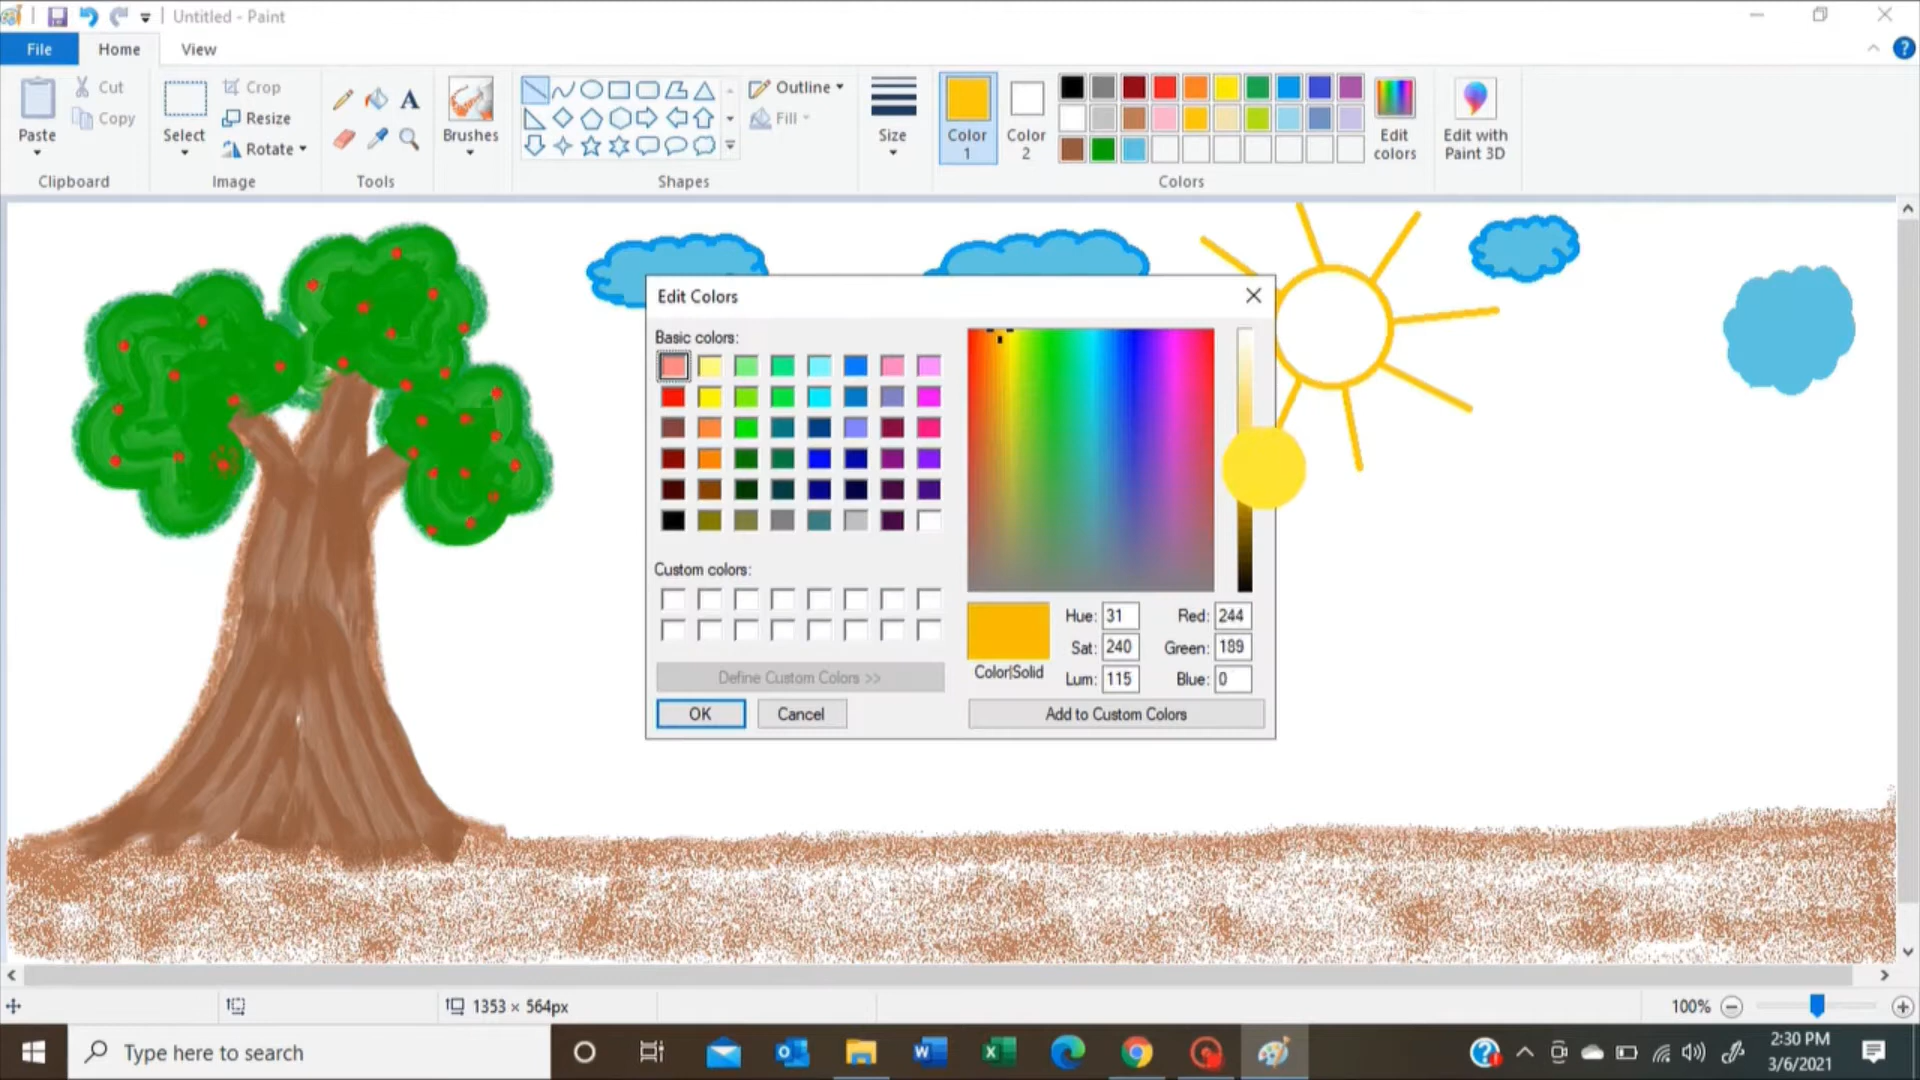 Untitled - Paint
File Home View
Paste
Cut
Copy
Clipboard
Select
Crop
Resize
Rotate
Image
Tools
Brushes
Shapes
Outline
Fill
Size
Color 1
Color 2
Edit colors
Colors
Edit with Paint 3D
Edit Colors
Basic colors:
Custom colors:
Define Custom Colors >>
OK Cancel
Color|Solid
Hue: 31 Red: 244
Sat: 240 Green: 189
Lum: 115 Blue: 0
Add to Custom Colors
1353 × 564px
100%
Type here to search
2:30 PM
3/6/2021